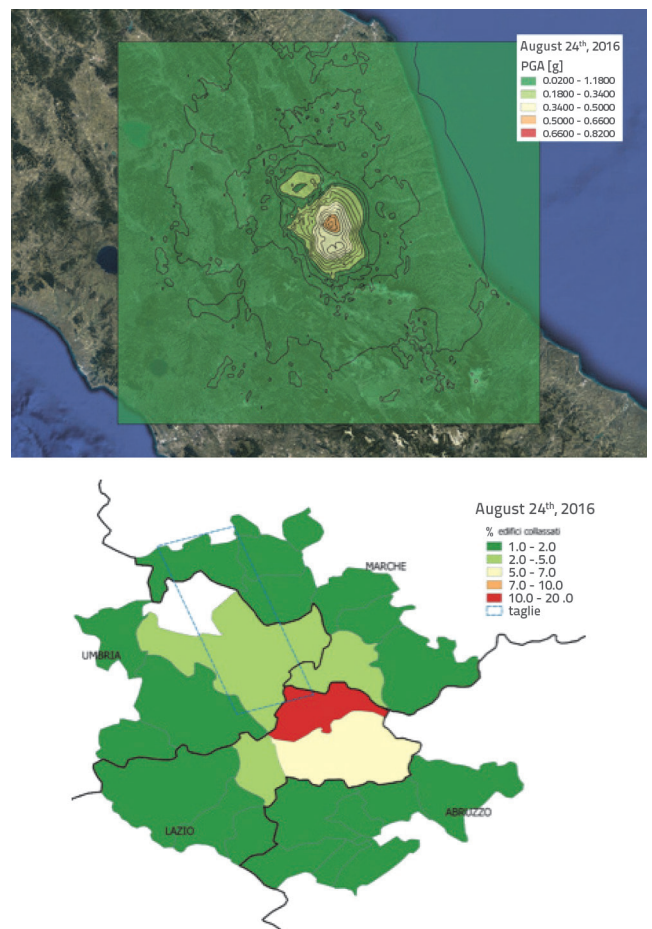 August 24th, 2016
PGA [g]
0.0200 - 1.1800
0.1800 - 0.3400
0.3400 - 0.5000
0.5000 - 0.6600
0.6600 - 0.8200
August 24th, 2016
% edifici collassati
1.0 - 2.0
2.0 -.5.0
5.0 - 7.0
7.0 - 10.0
10.0 - 20 .0
taglie
MARCHE
UMBRIA
LAZIO
ABRUZZO